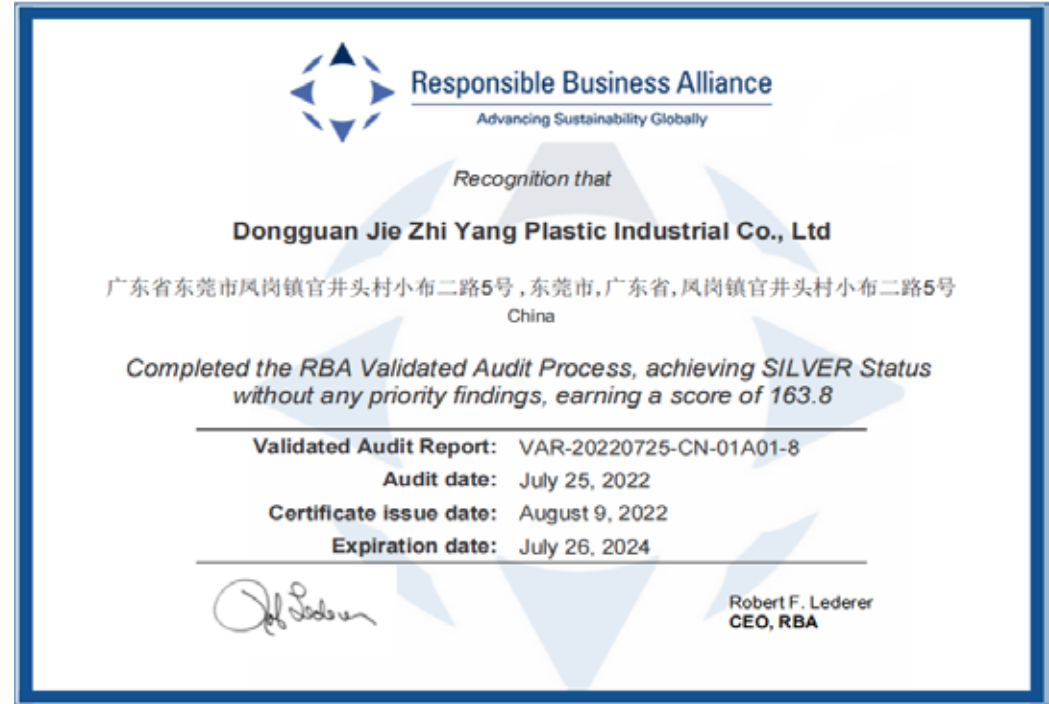 Responsible Business Alliance
Advancing Sustainability Globally
Recognition that
Dongguan Jie Zhi Yang Plastic Industrial Co., Ltd
广东省东莞市凤岗镇官井头村小布二路5号,东莞市,广东省,凤岗镇官井头村小布二路5号
China
Completed the RBA Validated Audit Process, achieving SILVER Status
without any priority findings, earning a score of 163.8
Validated Audit Report: VAR-20220725-CN-01A01-8
Audit date: July 25, 2022
Certificate issue date: August 9, 2022
Expiration date: July 26, 2024
Rob Lederer
Robert F. Lederer
CEO, RBA